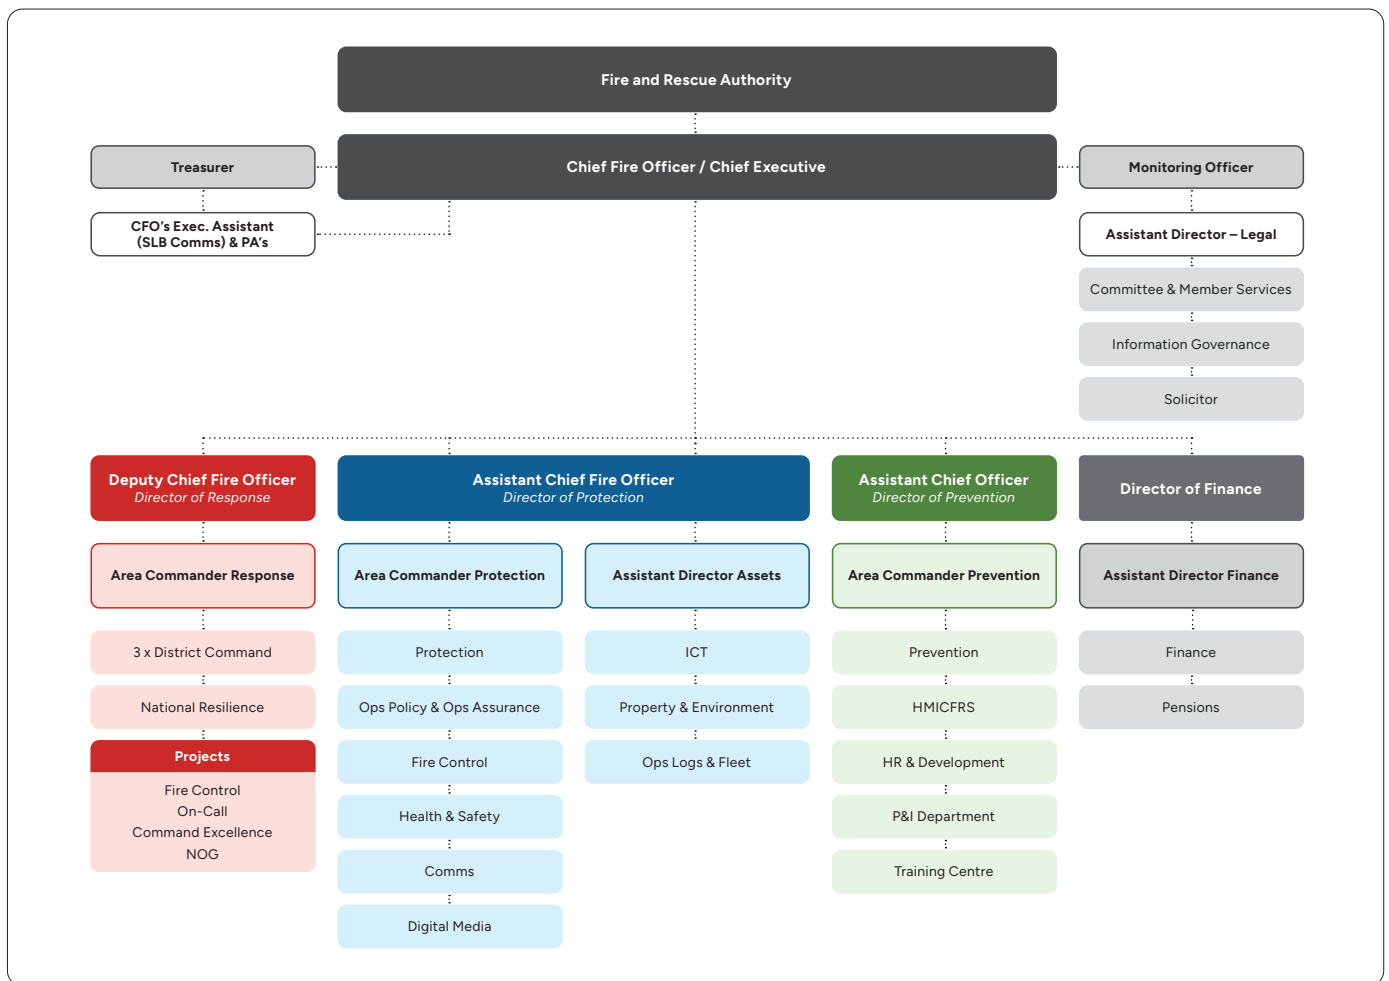 Fire and Rescue Authority
Treasurer
Chief Fire Officer / Chief Executive
Monitoring Officer
CFO’s Exec. Assistant
(SLB Comms) & PA’s
Assistant Director – Legal
Committee & Member Services
Information Governance
Solicitor
Deputy Chief Fire Officer
Director of Response
Assistant Chief Fire Officer
Director of Protection
Assistant Chief Officer
Director of Prevention
Director of Finance
Area Commander Response
Area Commander Protection
Assistant Director Assets
Area Commander Prevention
Assistant Director Finance
3 x District Command
National Resilience
Projects
Fire Control
On-Call
Command Excellence
NOG
Protection
Ops Policy & Ops Assurance
Fire Control
Health & Safety
Comms
Digital Media
ICT
Property & Environment
Ops Logs & Fleet
Prevention
HMICFRS
HR & Development
P&I Department
Training Centre
Finance
Pensions